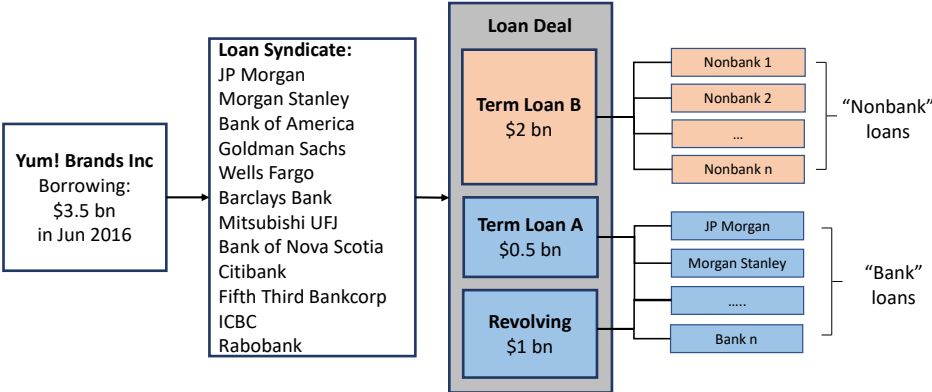 Yum! Brands Inc
Borrowing:
$3.5 bn
in Jun 2016
Loan Syndicate:
JP Morgan
Morgan Stanley
Bank of America
Goldman Sachs
Wells Fargo
Barclays Bank
Mitsubishi UFJ
Bank of Nova Scotia
Citibank
Fifth Third Bankcorp
ICBC
Rabobank
Loan Deal
Term Loan B
$2 bn
Term Loan A
$0.5 bn
Revolving
$1 bn
Nonbank 1
Nonbank 2
...
Nonbank n
“Nonbank”
loans
JP Morgan
Morgan Stanley
.....
Bank n
“Bank”
loans